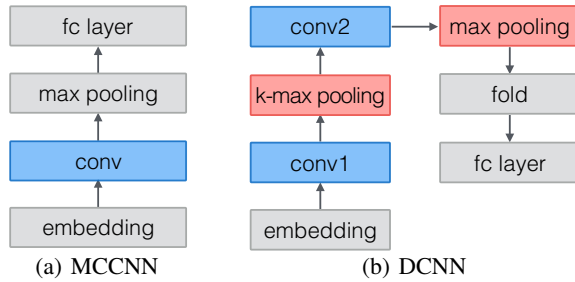 fc layer
max pooling
conv
embedding
(a) MCCNN
conv2
max pooling
k-max pooling
fold
conv1
fc layer
embedding
(b) DCNN